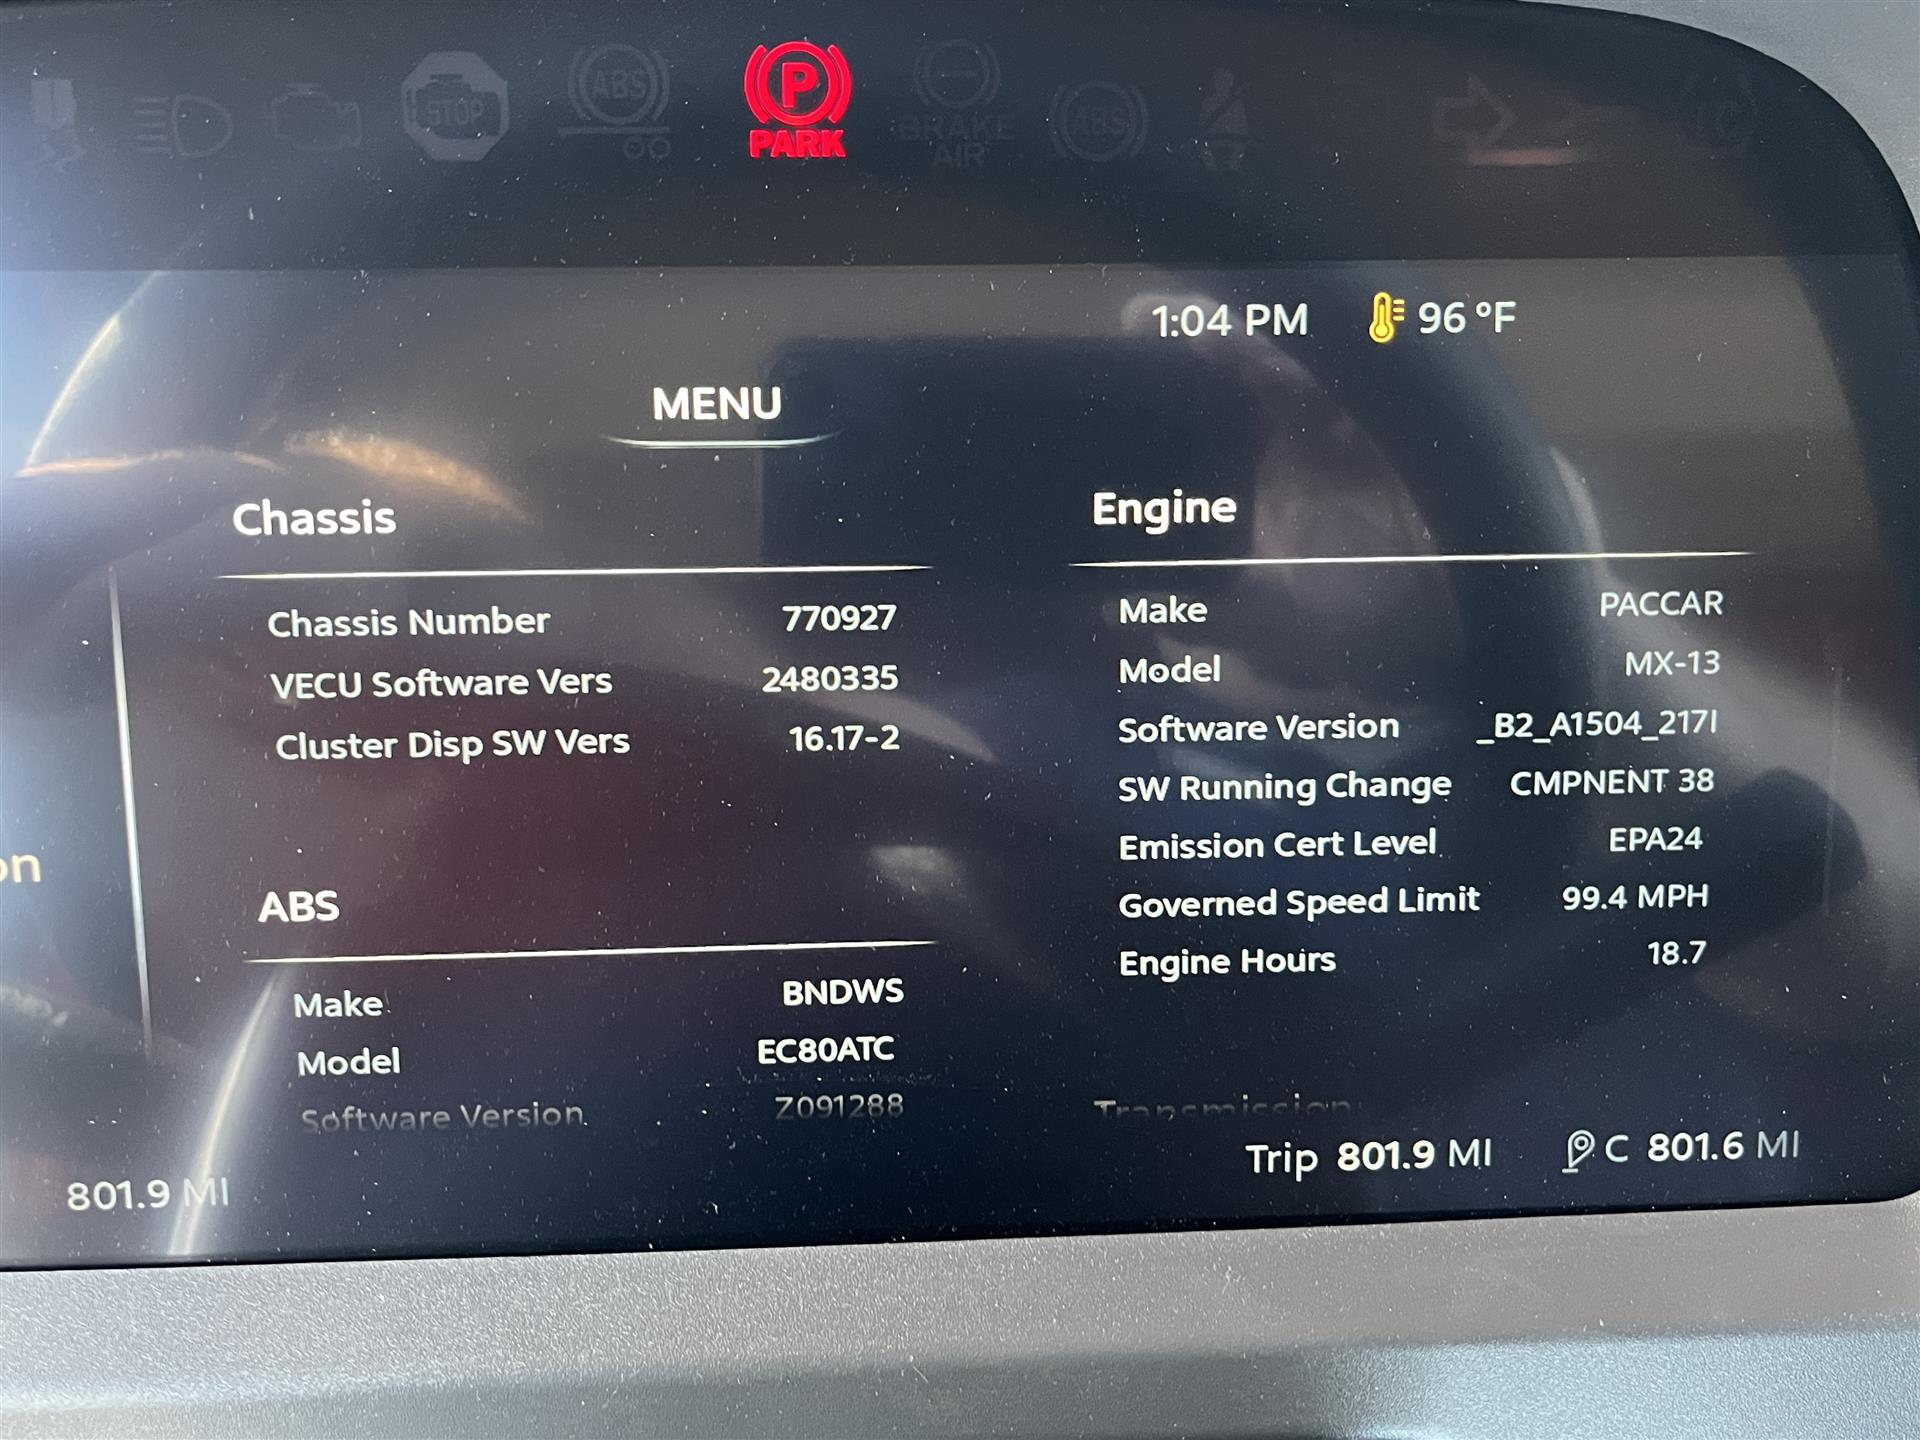 STOP
ABS
P
PARK
BRAKE
AIR
ABS
TC
1:04 PM 96 °F
MENU
Chassis
Chassis Number 770927
VECU Software Vers 2480335
Cluster Disp SW Vers 16.17-2
ABS
Make BNDWS
Model EC80ATC
Software Version Z091288
Engine
Make PACCAR
Model MX-13
Software Version _B2_A1504_217I
SW Running Change CMPNENT 38
Emission Cert Level EPA24
Governed Speed Limit 99.4 MPH
Engine Hours 18.7
Transmission
on
801.9 MI
Trip 801.9 MI C 801.6 MI